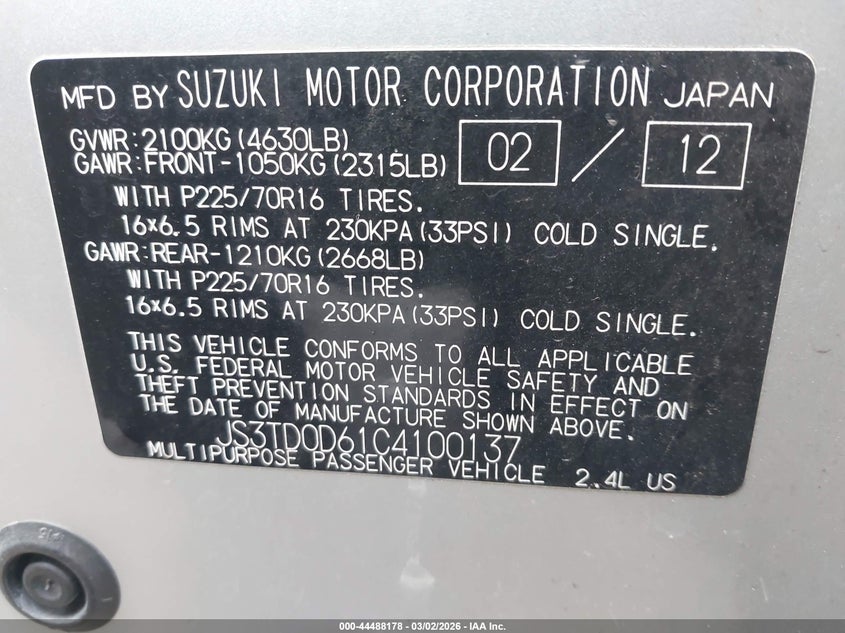 MFD BY SUZUKI MOTOR CORPORATION JAPAN
GVWR:2100KG(4630LB)
GAWR:FRONT-1050KG(2315LB) 02 / 12
WITH P225/70R16 TIRES.
16x6.5 RIMS AT 230KPA(33PSI) COLD SINGLE.
GAWR:REAR-1210KG(2668LB)
WITH P225/70R16 TIRES.
16x6.5 RIMS AT 230KPA(33PSI) COLD SINGLE.
THIS VEHICLE CONFORMS TO ALL APPLICABLE
U.S. FEDERAL MOTOR VEHICLE SAFETY AND
THEFT PREVENTION STANDARDS IN EFFECT ON
THE DATE OF MANUFACTURE SHOWN ABOVE.
JS3TD0D61C4100137
MULTIPURPOSE PASSENGER VEHICLE 2.4L US
000-44488178 - 03/02/2026 - IAA Inc.